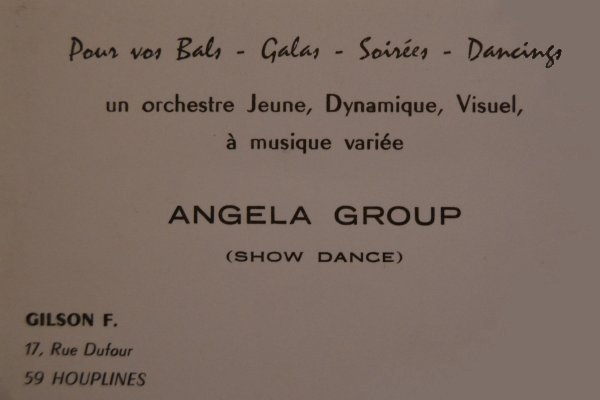 Pour vos Bals - Galas - Soirées - Dancings
un orchestre Jeune, Dynamique, Visuel,
à musique variée
ANGELA GROUP
(SHOW DANCE)
GILSON F.
17, Rue Dufour
59 HOUPLINES